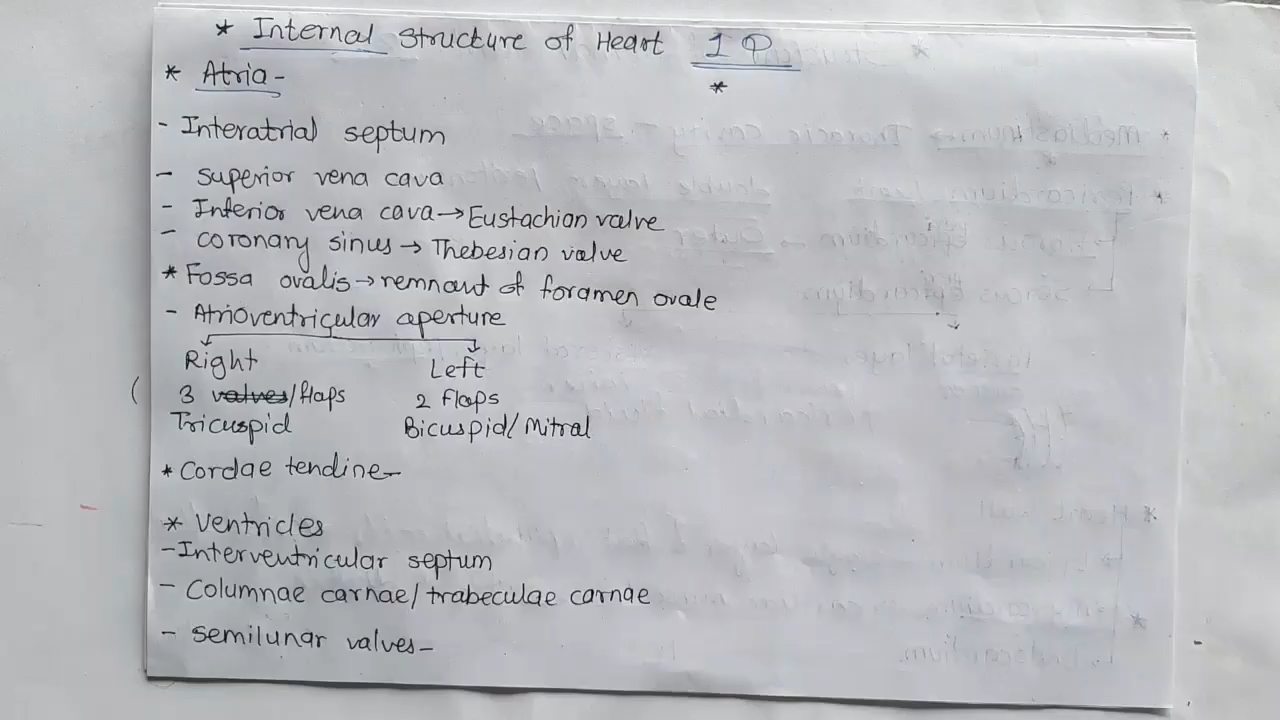 * Internal structure of Heart 1 Φ
* Atria -
*
- Interatrial septum
- superior vena cava
- Inferior vena cava → Eustachian valve
- coronary sinus → Thebesian valve
* Fossa ovalis → remnant of foramen ovale
- Atrioventricular aperture
Right Left
3 valves/flaps 2 flaps
Tricuspid Bicuspid/Mitral
* Cordae tendine -
* Ventricles
- Interventricular septum
- Columnae carnae/trabeculae carnae
- semilunar valves -